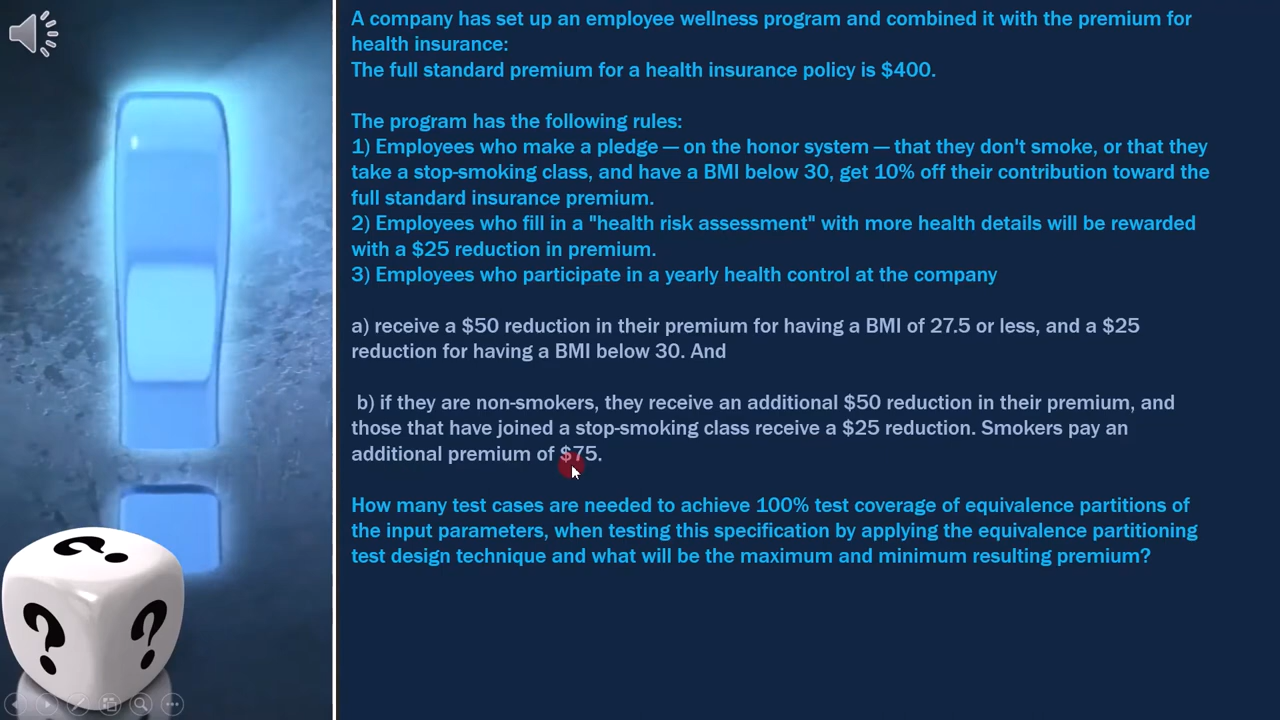 A company has set up an employee wellness program and combined it with the premium for
health insurance:
The full standard premium for a health insurance policy is $400.
The program has the following rules:
1) Employees who make a pledge — on the honor system — that they don't smoke, or that they
take a stop-smoking class, and have a BMI below 30, get 10% off their contribution toward the
full standard insurance premium.
2) Employees who fill in a "health risk assessment" with more health details will be rewarded
with a $25 reduction in premium.
3) Employees who participate in a yearly health control at the company
a) receive a $50 reduction in their premium for having a BMI of 27.5 or less, and a $25
reduction for having a BMI below 30. And
b) if they are non-smokers, they receive an additional $50 reduction in their premium, and
those that have joined a stop-smoking class receive a $25 reduction. Smokers pay an
additional premium of $75.
How many test cases are needed to achieve 100% test coverage of equivalence partitions of
the input parameters, when testing this specification by applying the equivalence partitioning
test design technique and what will be the maximum and minimum resulting premium?
? ?
? ?